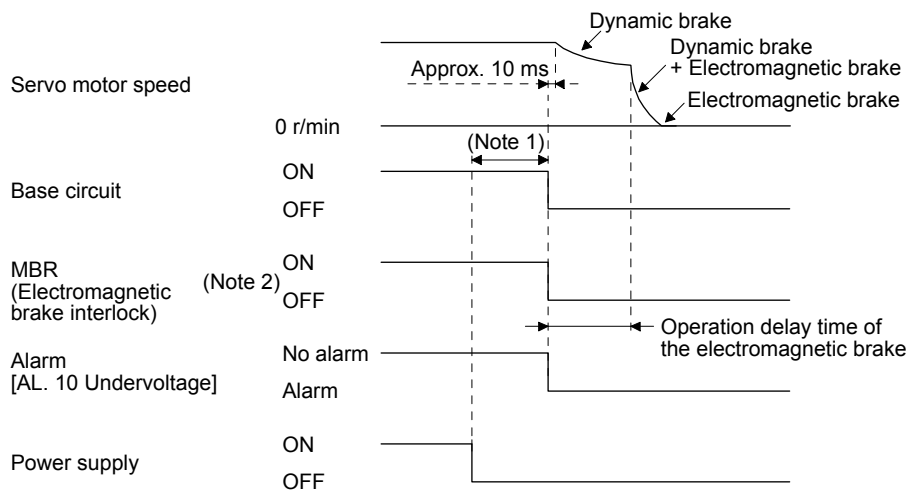 Dynamic brake
Dynamic brake
+ Electromagnetic brake
Approx. 10 ms
Servo motor speed
Electromagnetic brake
0 r/min
(Note 1)
ON
Base circuit
OFF
MBR
(Electromagnetic
brake interlock)
(Note 2)
ON
OFF
Operation delay time of
the electromagnetic brake
Alarm
[AL. 10 Undervoltage]
No alarm
Alarm
ON
Power supply
OFF